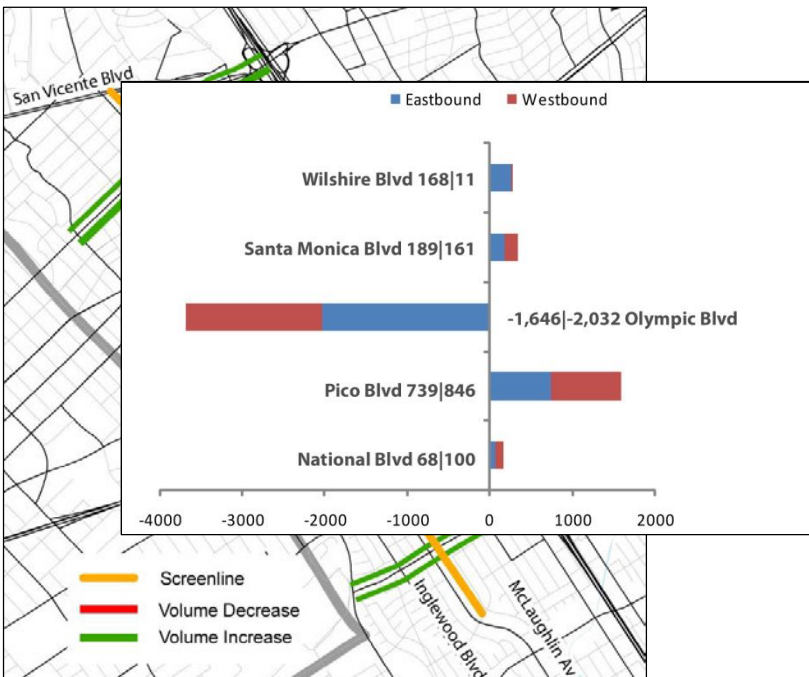 San Vicente Blvd
Eastbound Westbound
Wilshire Blvd 168|11
Santa Monica Blvd 189|161
-1,646|-2,032 Olympic Blvd
Pico Blvd 739|846
National Blvd 68|100
-4000 -3000 -2000 -1000 0 1000 2000
Screenline
Volume Decrease
Volume Increase
Inglewood Blvd
McLaughlin Av